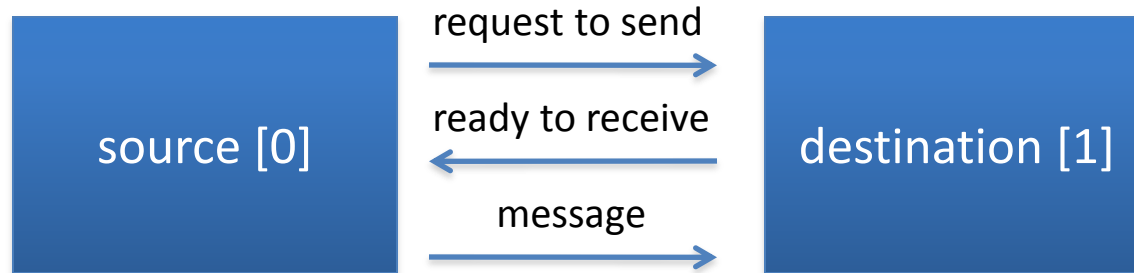 request to send
ready to receive
source [0]
destination [1]
message